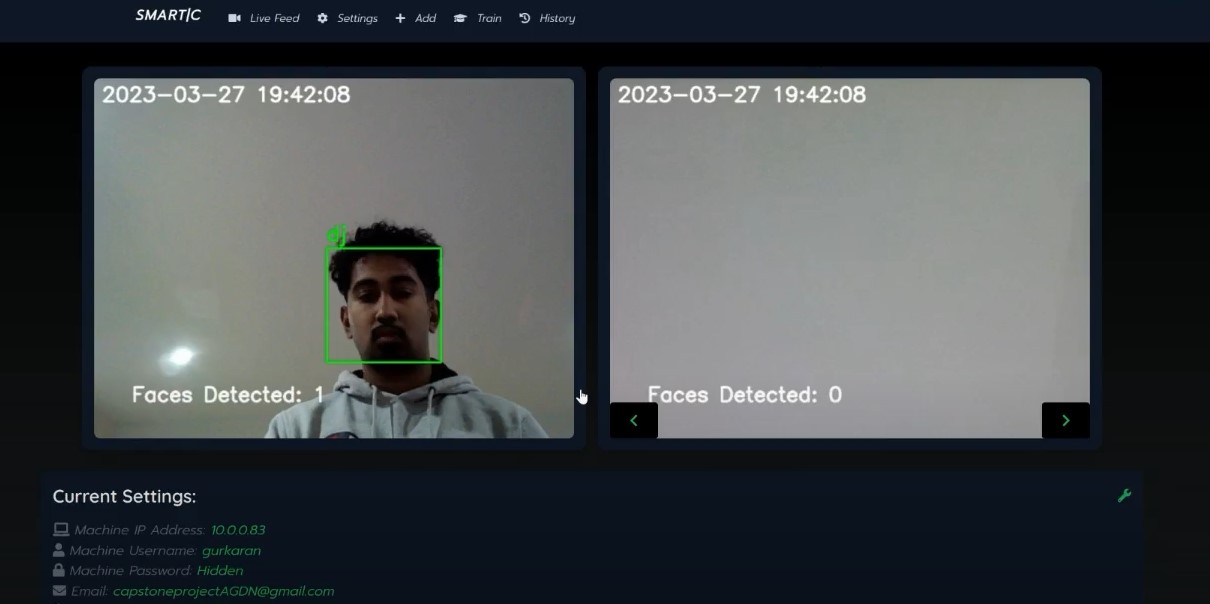 SMART|C Live Feed Settings Add Train History
2023-03-27 19:42:08
dj
Faces Detected: 1
2023-03-27 19:42:08
Faces Detected: 0
Current Settings:
Machine IP Address: 10.0.0.83
Machine Username: gurkaran
Machine Password: Hidden
Email: capstoneprojectAGDN@gmail.com